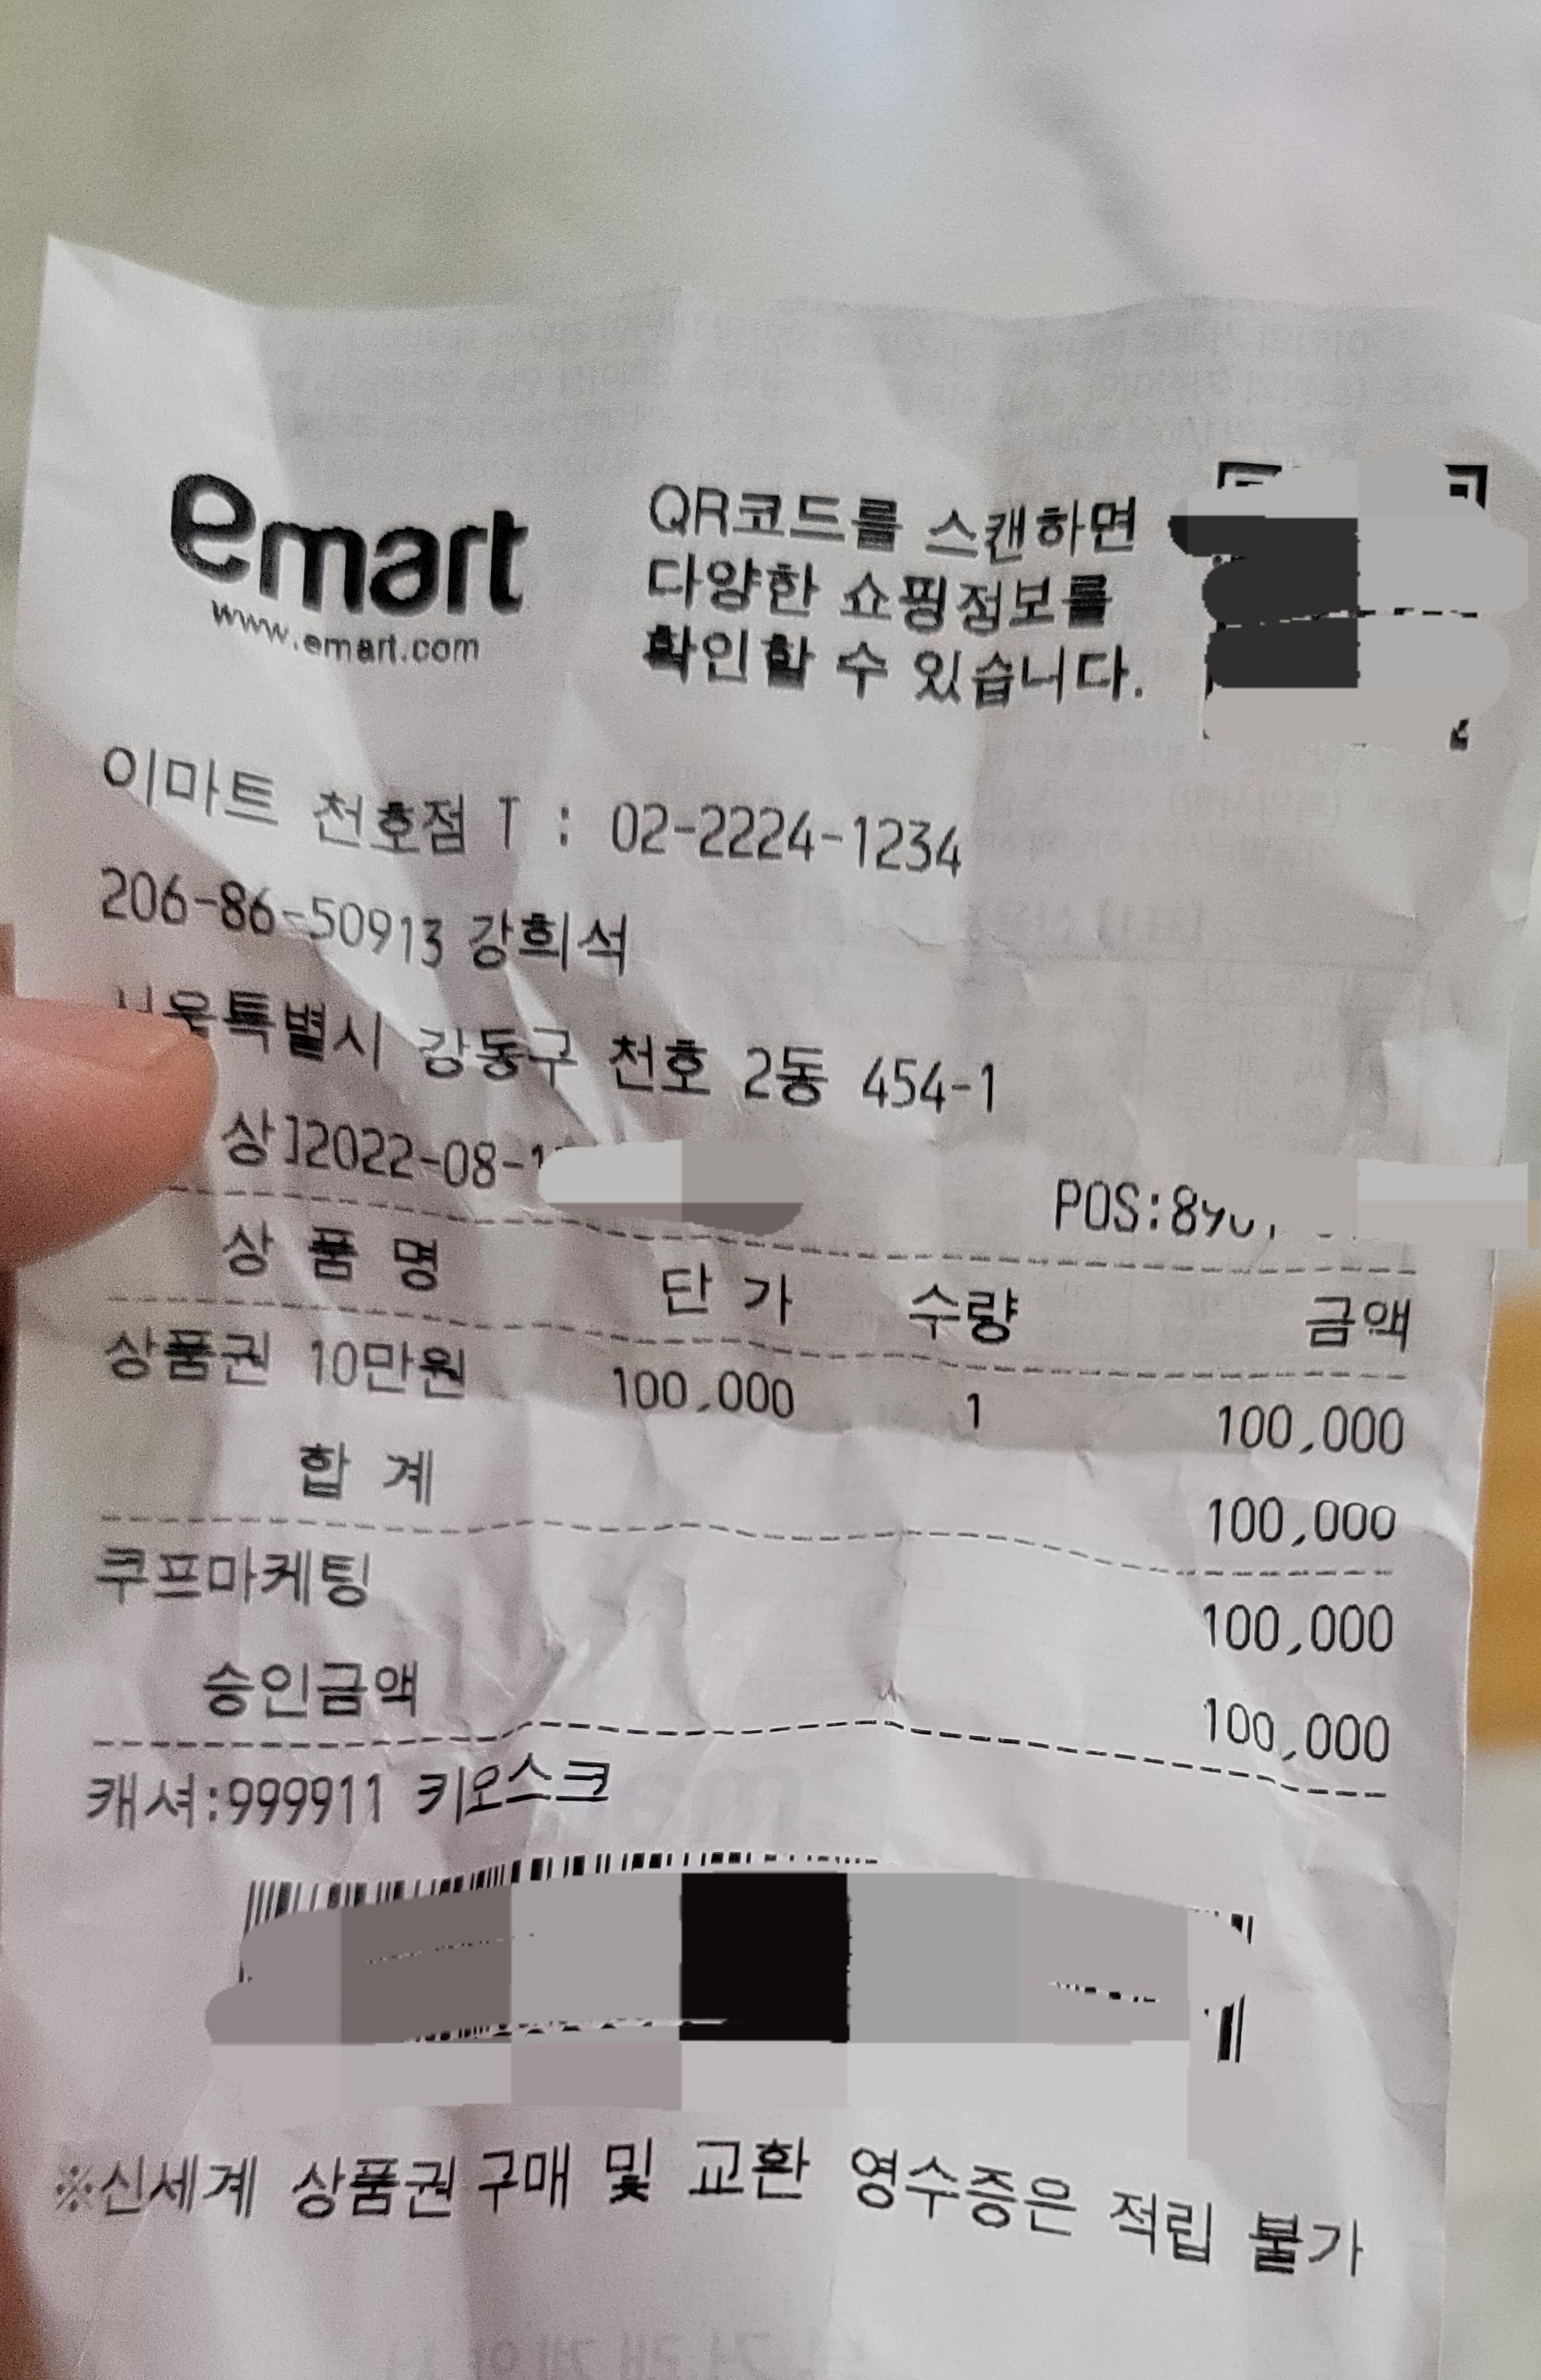 emart
www.emart.com
QR코드를 스캔하면
다양한 쇼핑정보를
확인할 수 있습니다.
이마트 천호점 T : 02-2224-1234
206-86-50913 강희석
서울특별시 강동구 천호 2동 454-1
상]2022-08-1 POS:890
상 품 명 단 가 수량 금액
상품권 10만원 100,000 1 100,000
합 계 100,000
쿠프마케팅 100,000
승인금액 100,000
캐셔:999911 키오스크
※신세계 상품권 구매 및 교환 영수증은 적립 불가